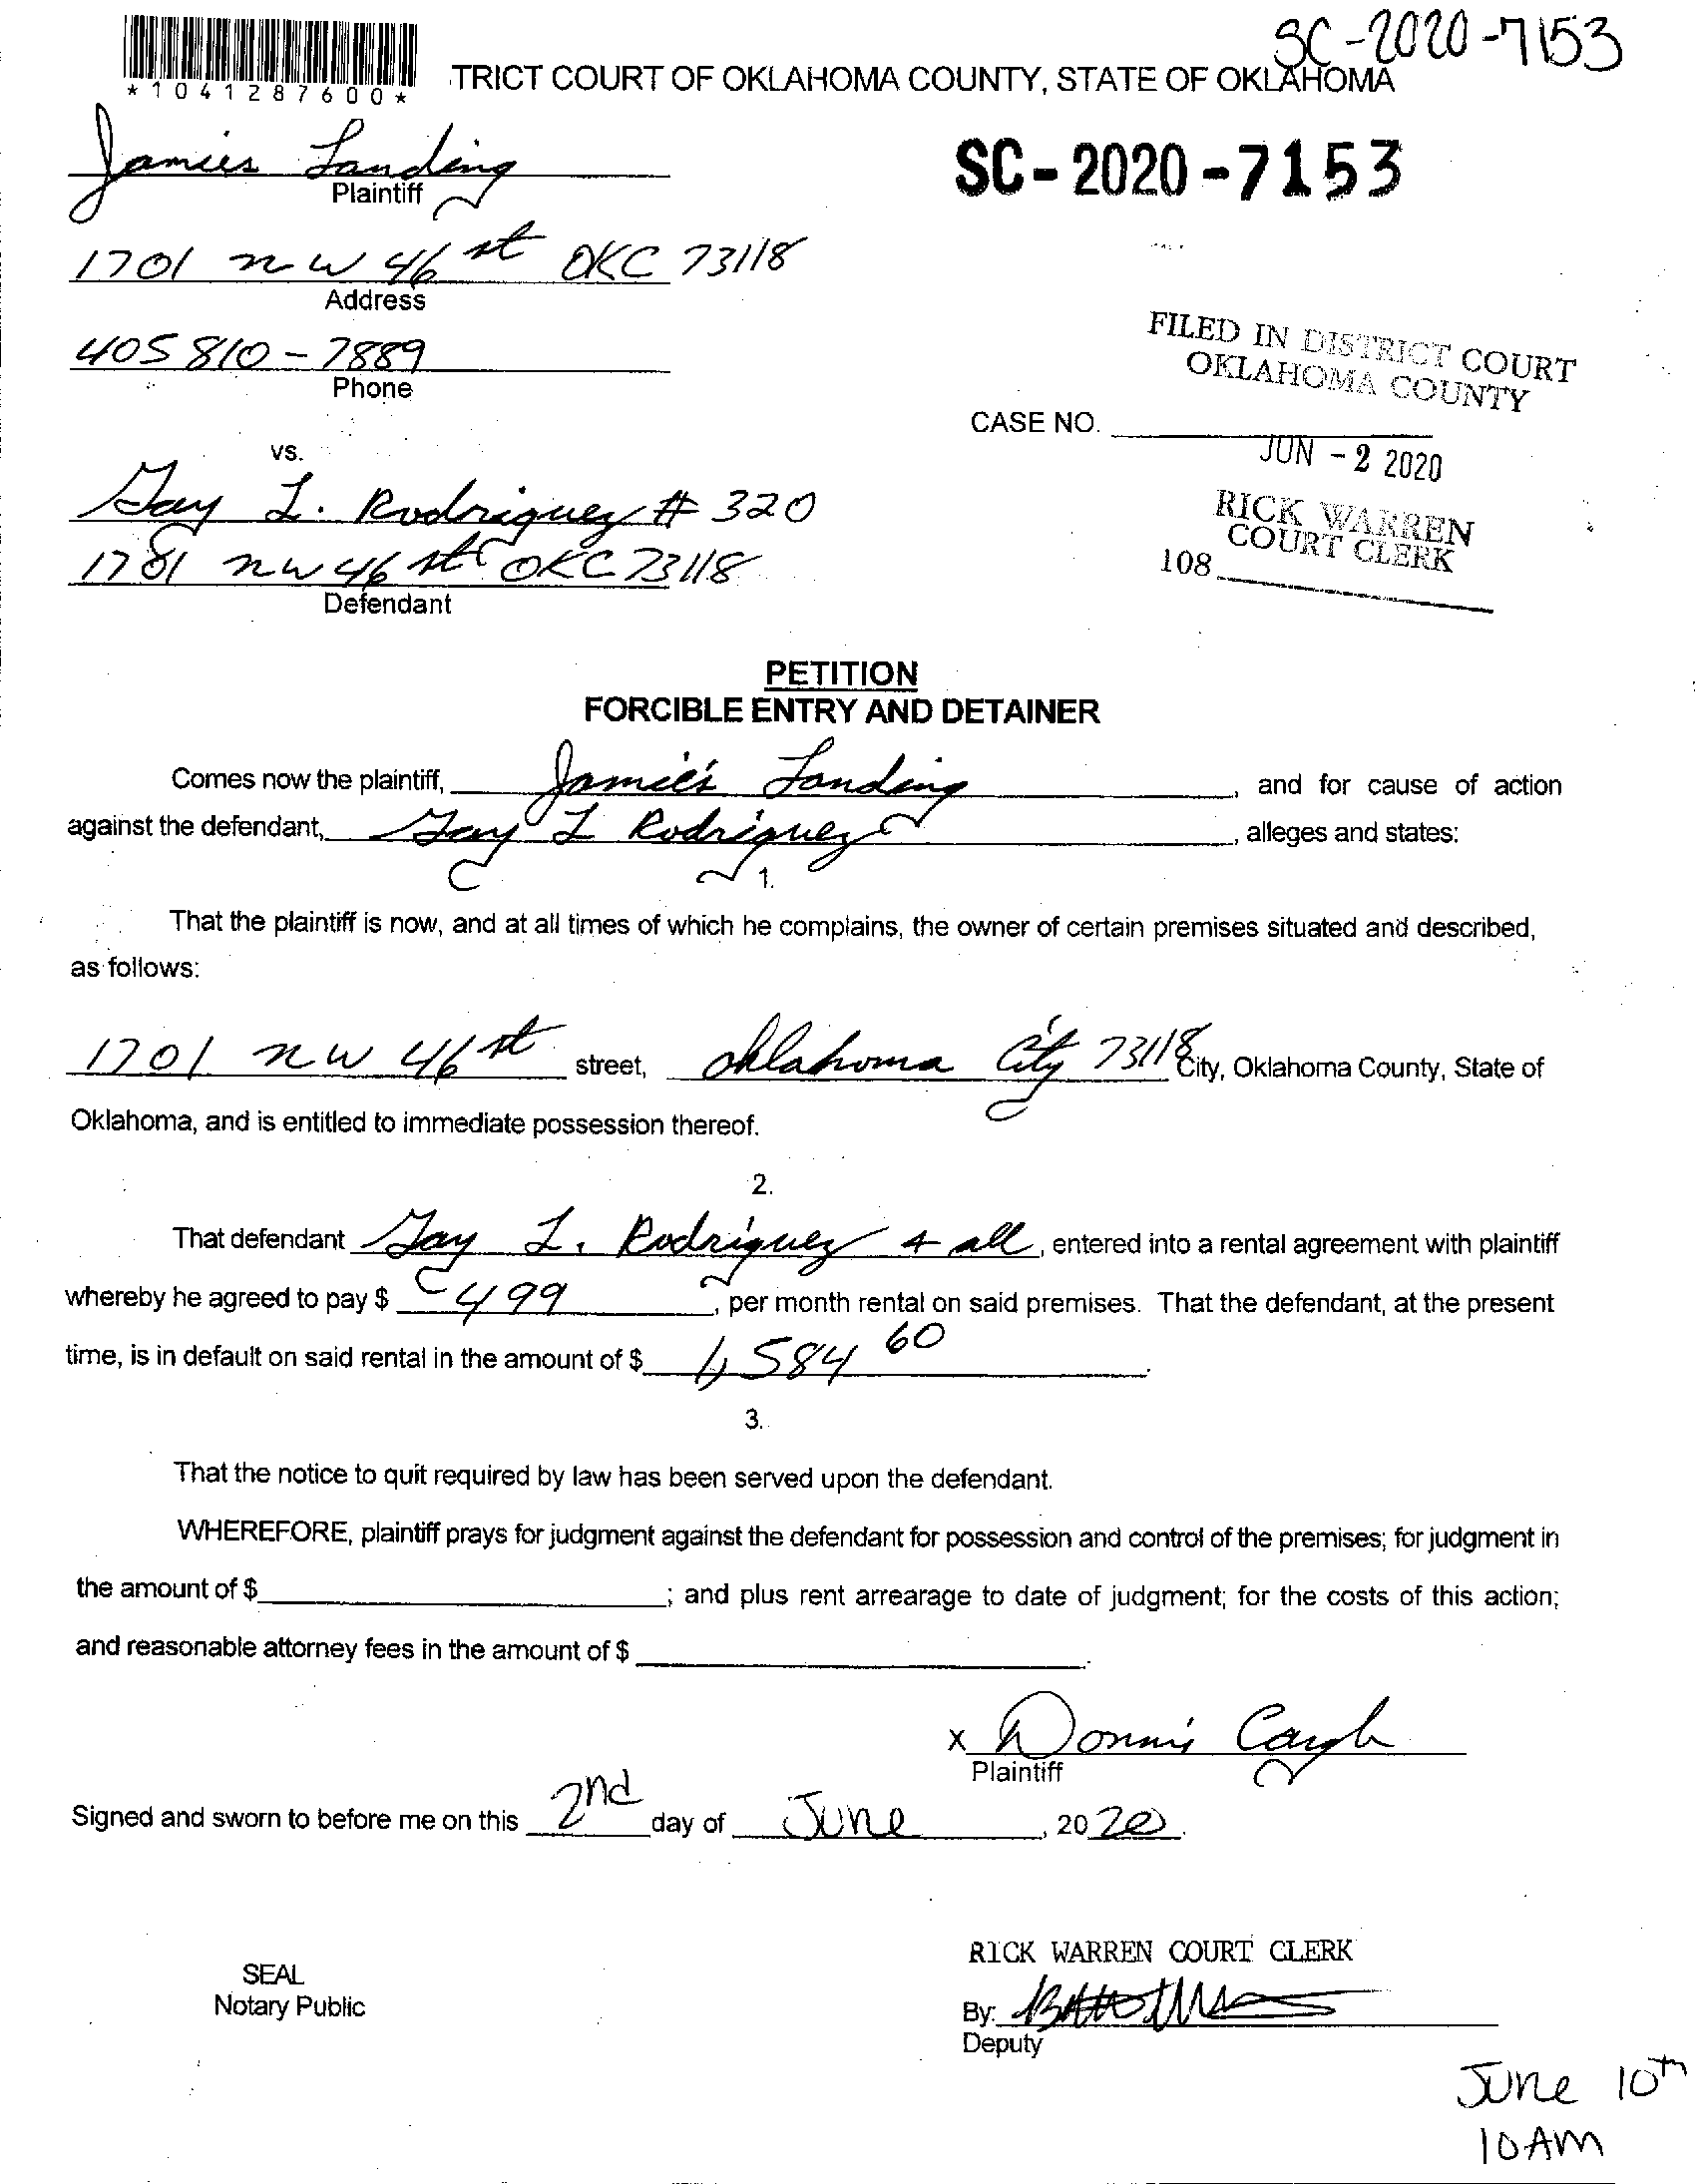 SC-2020-7153
*1041287600*
TRICT COURT OF OKLAHOMA COUNTY, STATE OF OKLAHOMA
Jamies Landing
Plaintiff
SC-2020-7153
1701 NW 46 st OKC 73118
Address
405 810-7889
Phone
FILED IN DISTRICT COURT
OKLAHOMA COUNTY
CASE NO.
JUN - 2 2020
RICK WARREN
COURT CLERK
108
vs.
Gay L. Rodriguez # 320
1701 NW 46 st OKC 73118
Defendant
PETITION
FORCIBLE ENTRY AND DETAINER
Comes now the plaintiff, Jamie's Landing, and for cause of action
against the defendant, Gay L Rodriguez, alleges and states:
1.
That the plaintiff is now, and at all times of which he complains, the owner of certain premises situated and described,
as follows:
1701 NW 46 st street, Oklahoma City 73118 City, Oklahoma County, State of
Oklahoma, and is entitled to immediate possession thereof.
2.
That defendant Gay L. Rodriguez & all, entered into a rental agreement with plaintiff
whereby he agreed to pay $ 499, per month rental on said premises. That the defendant, at the present
time, is in default on said rental in the amount of $ 1,584 60.
3.
That the notice to quit required by law has been served upon the defendant.
WHEREFORE, plaintiff prays for judgment against the defendant for possession and control of the premises; for judgment in
the amount of $ ; and plus rent arrearage to date of judgment; for the costs of this action;
and reasonable attorney fees in the amount of $ .
x Donnis
Plaintiff
Signed and sworn to before me on this 2nd day of June, 2020.
RICK WARREN COURT CLERK
SEAL
Notary Public
By:
Deputy
June 10th
10AM